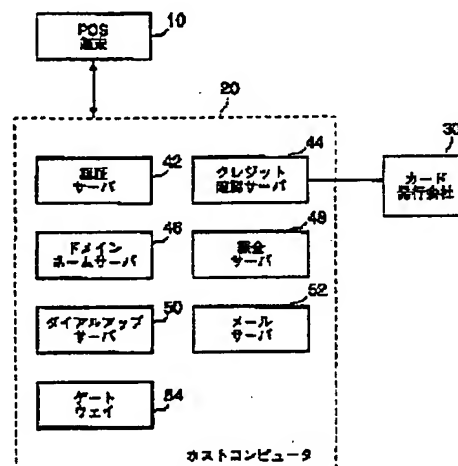 POS
端末
10
20
42
認証
サーバ
44
クレジット
確認サーバ
30
カード
発行会社
46
ドメイン
ホームサーバ
48
課金
サーバ
50
ダイアルアップ
サーバ
52
メール
サーバ
54
ゲート
ウェイ
ホストコンピュータ